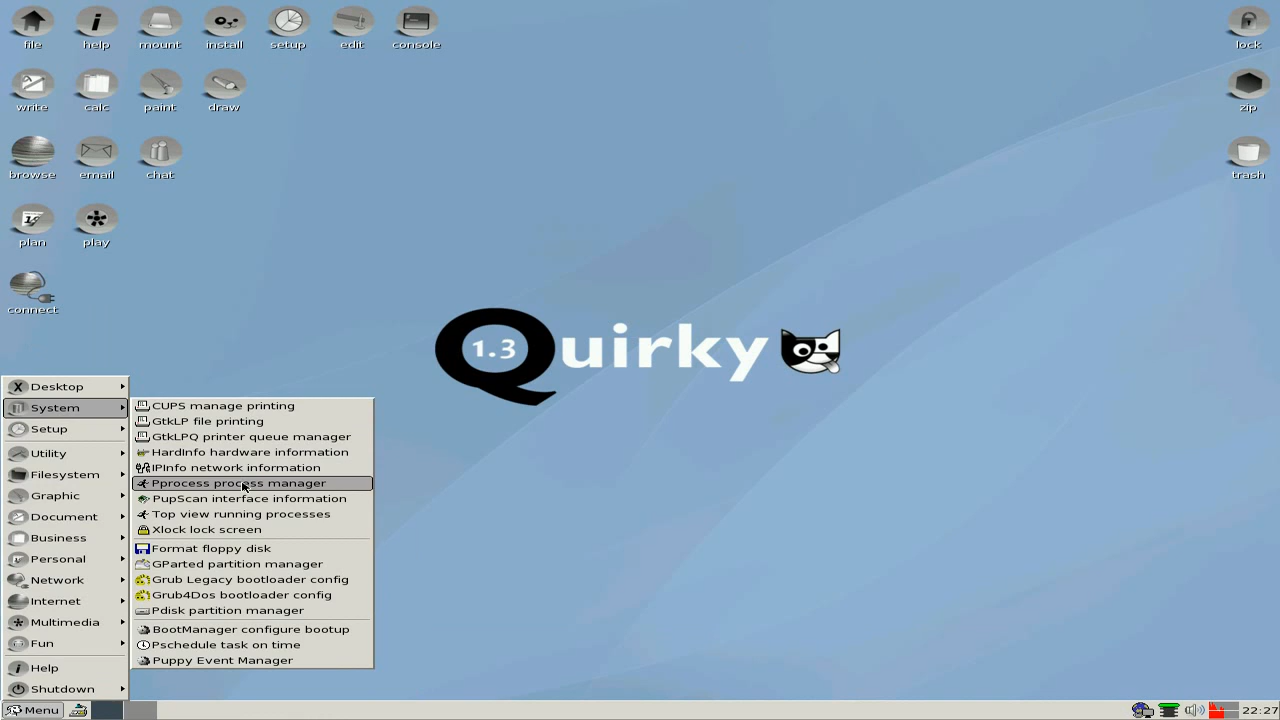 file help mount install setup edit console lock
write calc paint draw zip
browse email chat trash
plan play
connect
1.3 Quirky
Desktop
System
Setup
Utility
Filesystem
Graphic
Document
Business
Personal
Network
Internet
Multimedia
Fun
Help
Shutdown
CUPS manage printing
GtkLP file printing
GtkLPQ printer queue manager
HardInfo hardware information
IPInfo network information
Pprocess process manager
PupScan interface information
Top view running processes
Xlock lock screen
Format floppy disk
GParted partition manager
Grub Legacy bootloader config
Grub4Dos bootloader config
Pdisk partition manager
BootManager configure bootup
Pschedule task on time
Puppy Event Manager
Menu 22:27